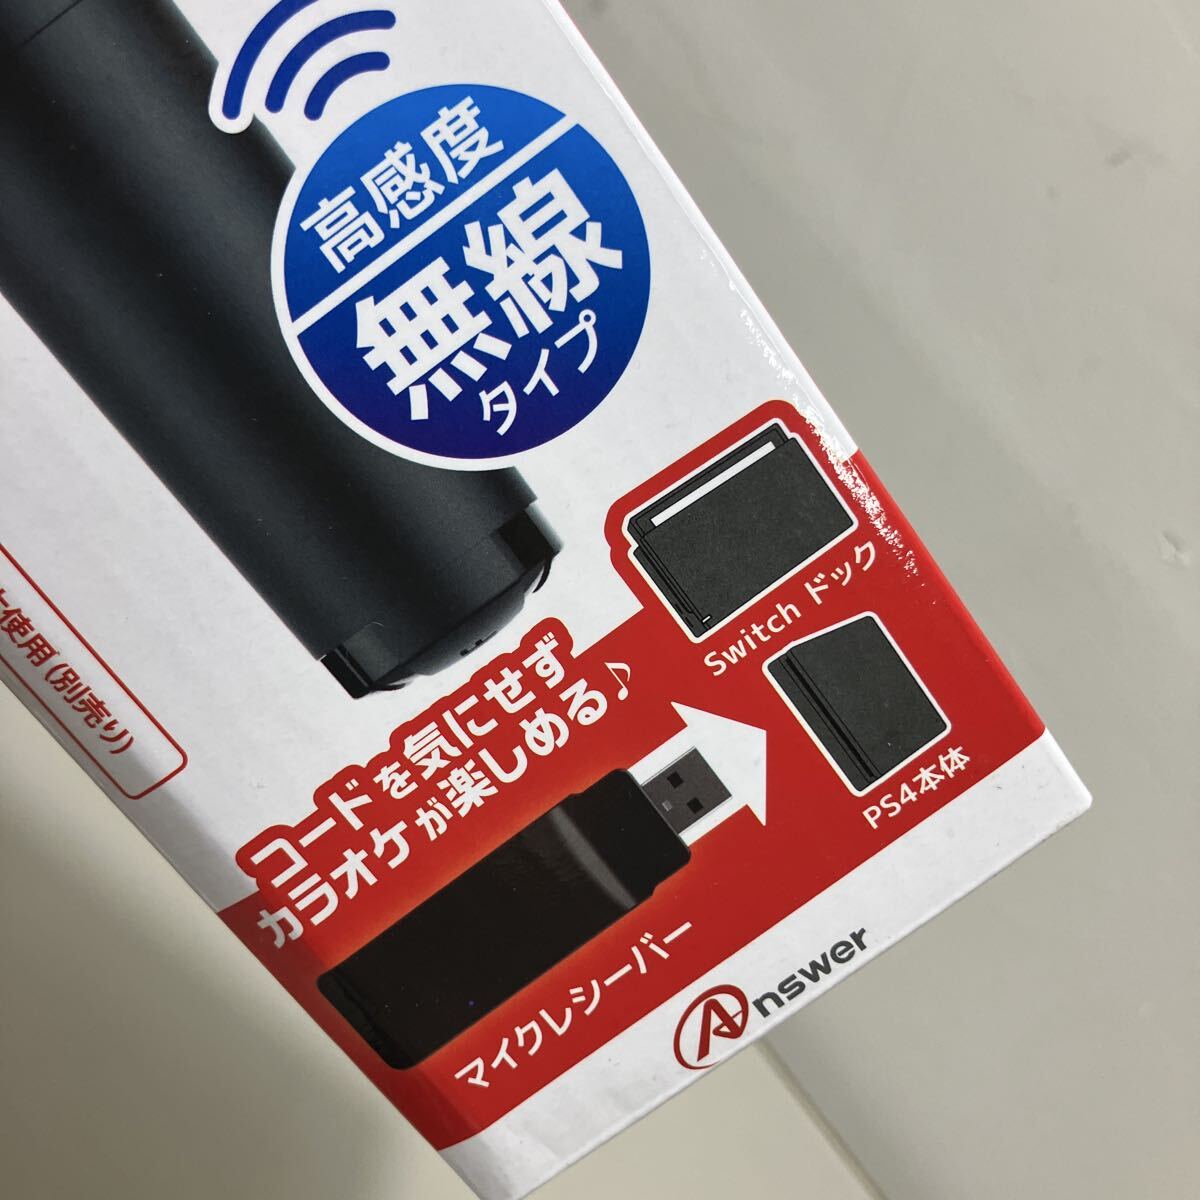 高感度
無線
タイプ
使用(別売り)
Switch ドック
コードを気にせず
カラオケが楽しめる♪
PS4本体
マイクレシーバー
Answer